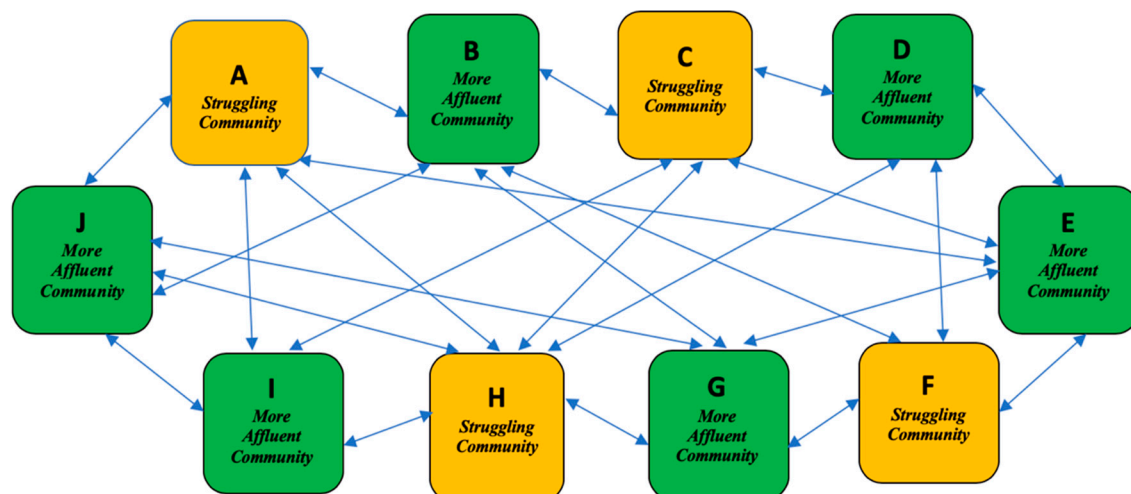 A
Struggling
Community
B
More
Affluent
Community
C
Struggling
Community
D
More
Affluent
Community
J
More
Affluent
Community
E
More
Affluent
Community
I
More
Affluent
Community
H
Struggling
Community
G
More
Affluent
Community
F
Struggling
Community